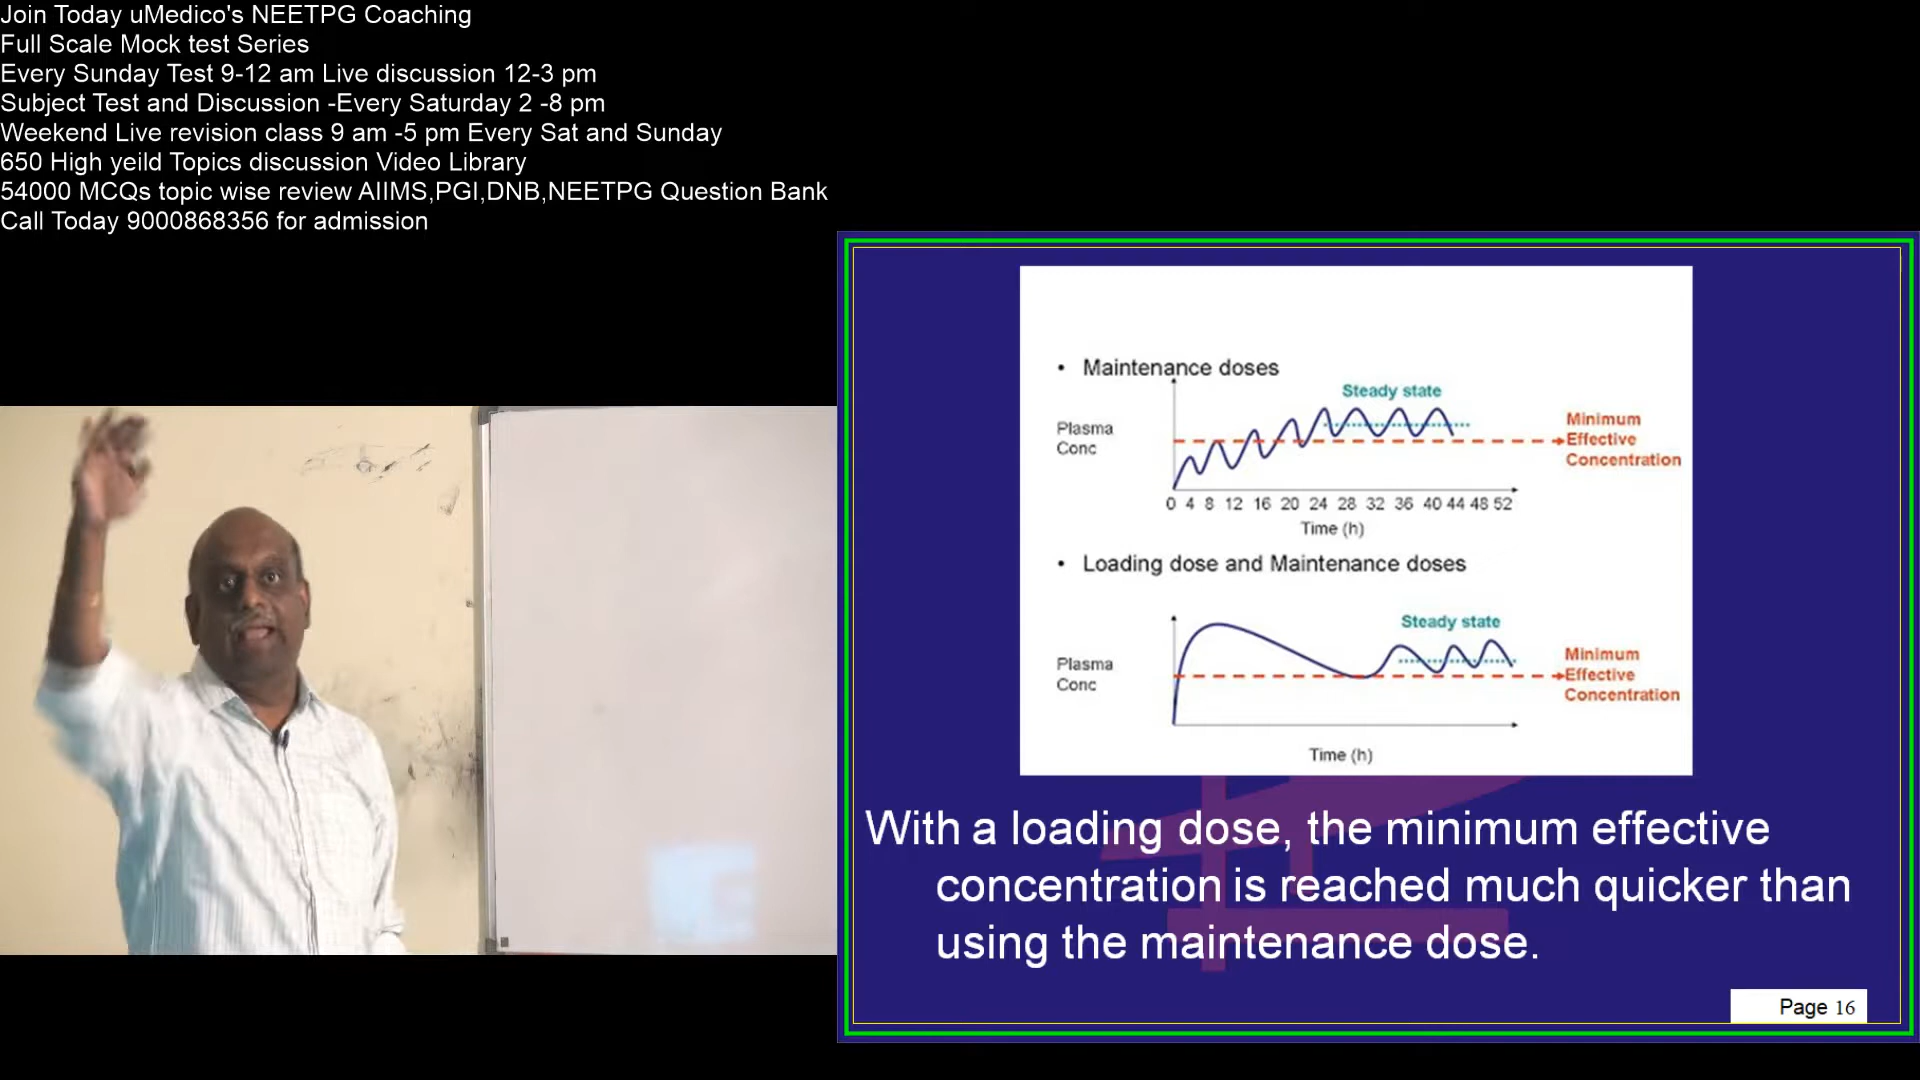 Join Today uMedico's NEETPG Coaching
Full Scale Mock test Series
Every Sunday Test 9-12 am Live discussion 12-3 pm
Subject Test and Discussion -Every Saturday 2 -8 pm
Weekend Live revision class 9 am -5 pm Every Sat and Sunday
650 High yeild Topics discussion Video Library
54000 MCQs topic wise review AIIMS,PGI,DNB,NEETPG Question Bank
Call Today 9000868356 for admission
• Maintenance doses
Steady state
Plasma
Conc
Minimum
Effective
Concentration
0 4 8 12 16 20 24 28 32 36 40 44 48 52
Time (h)
• Loading dose and Maintenance doses
Steady state
Plasma
Conc
Minimum
Effective
Concentration
Time (h)
With a loading dose, the minimum effective
concentration is reached much quicker than
using the maintenance dose.
Page 16